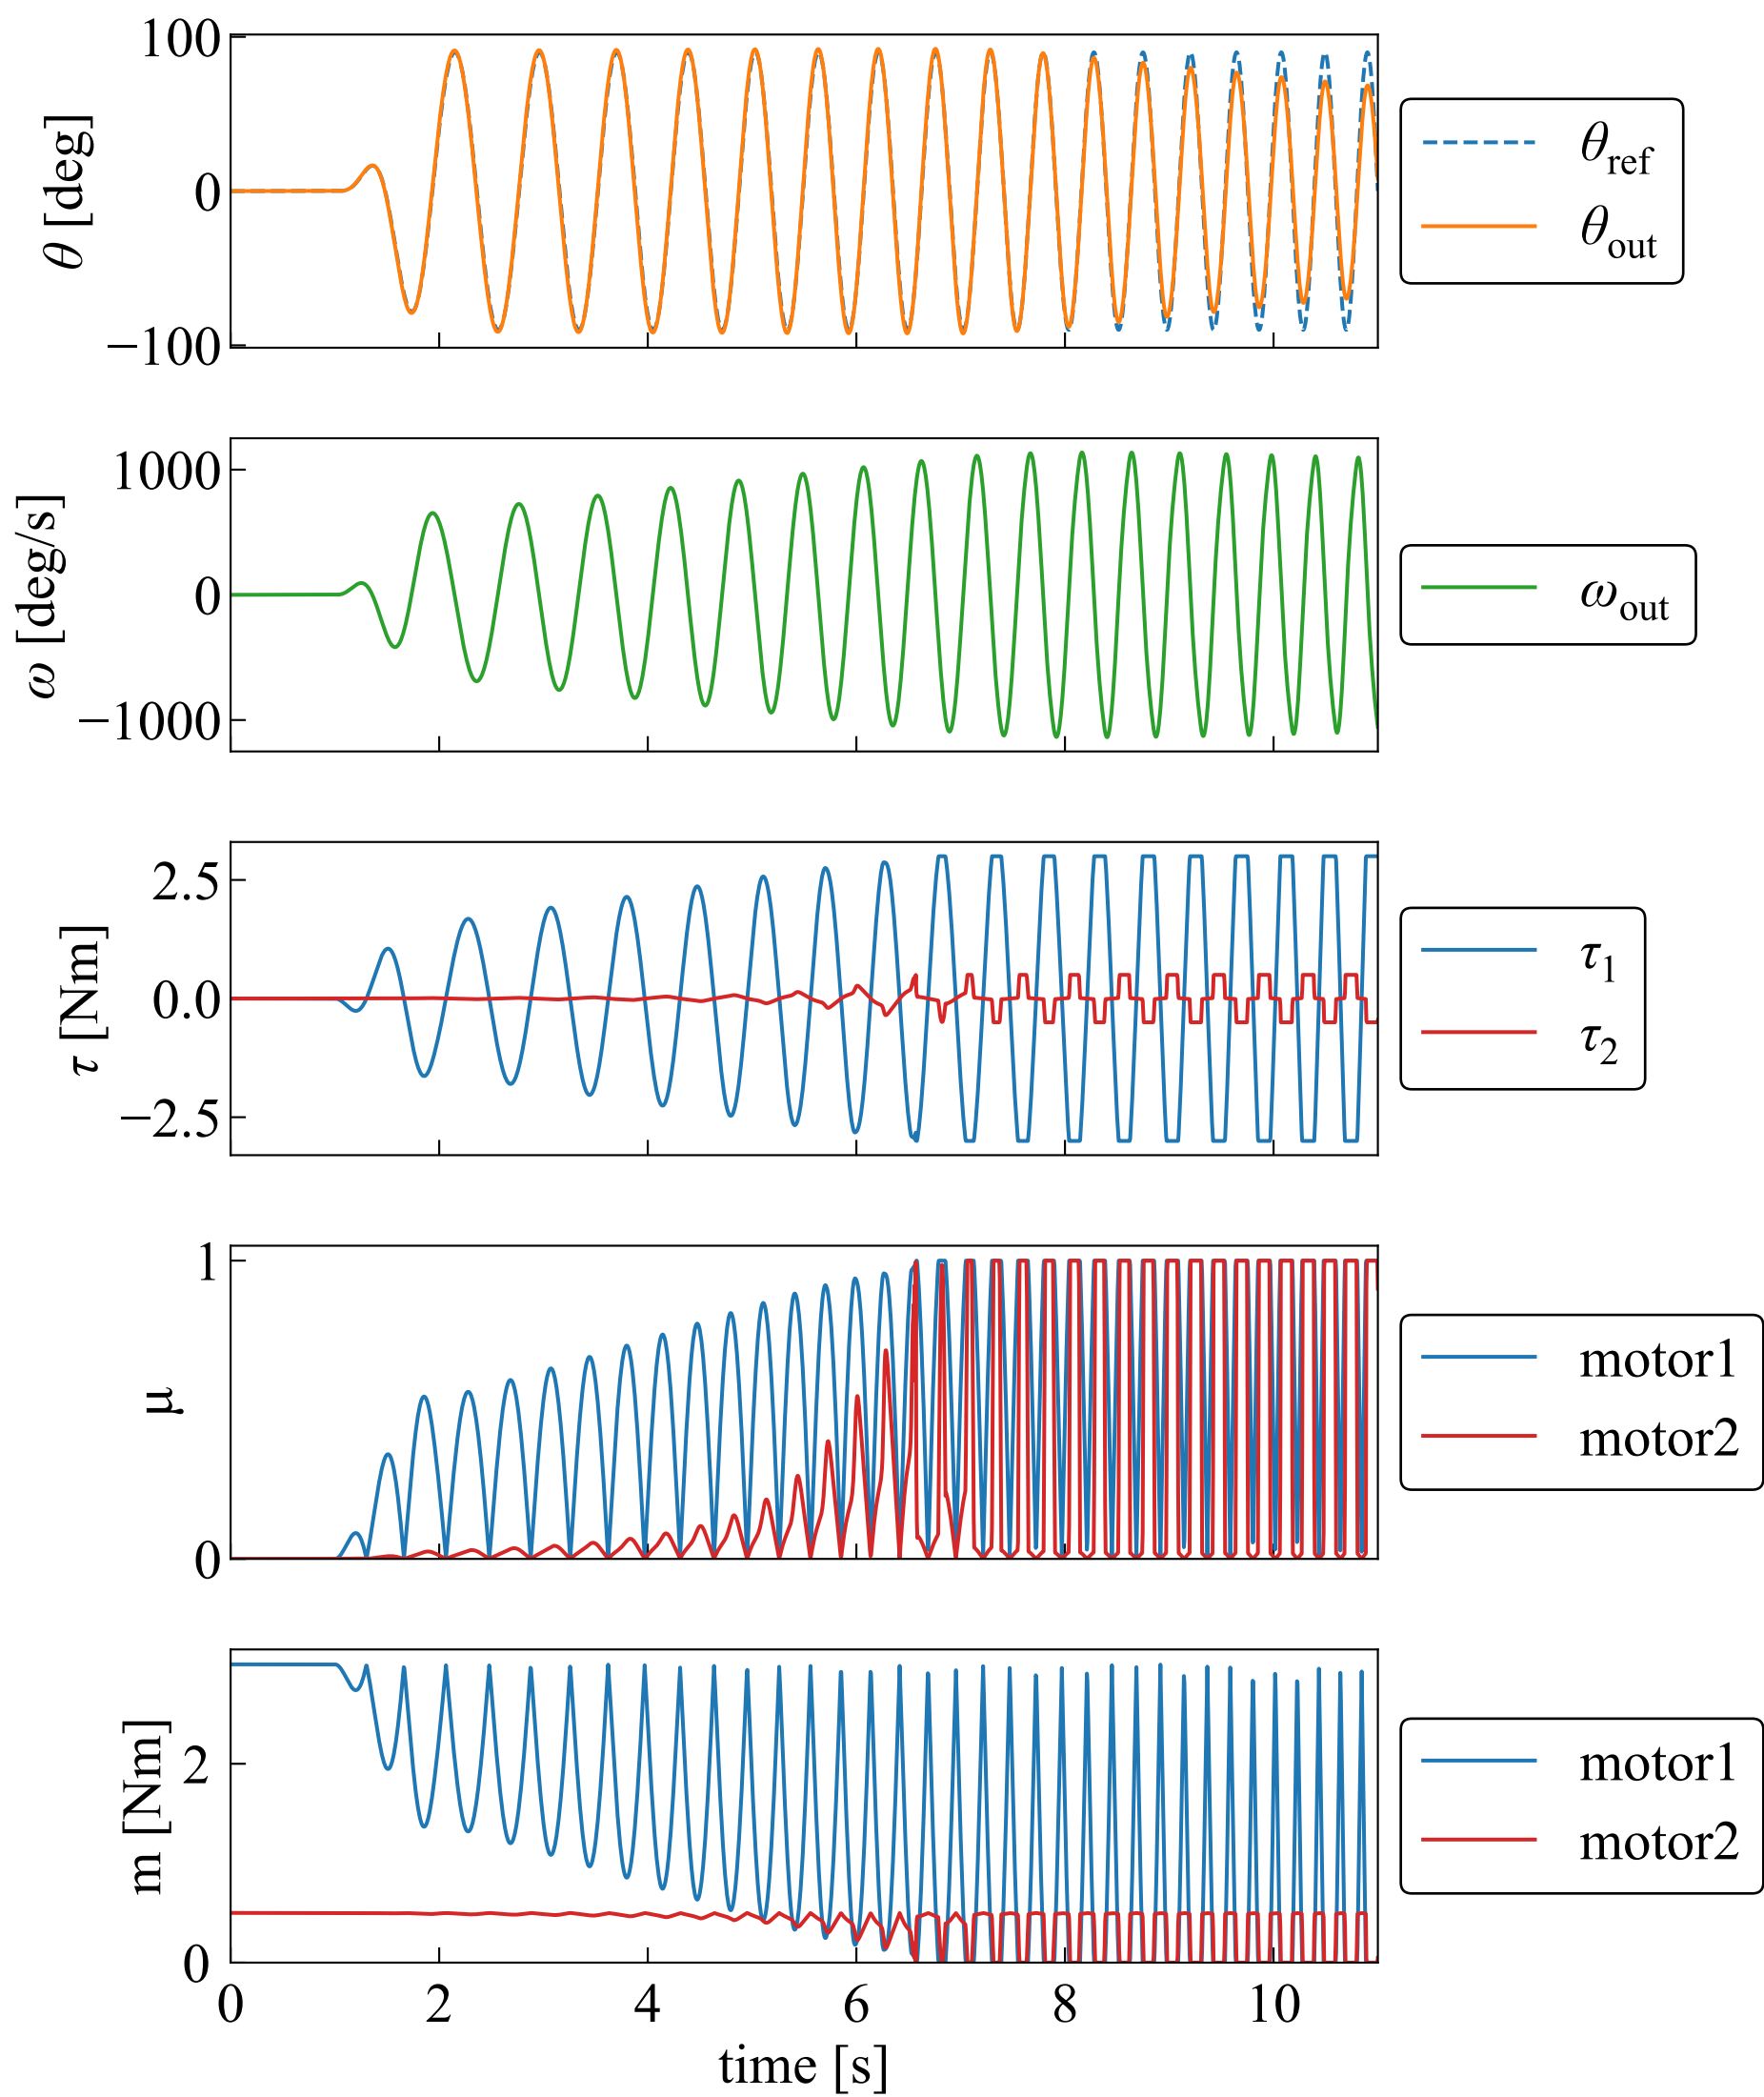 100
0
−100
θ [deg]
θref
θout
1000
0
−1000
ω [deg/s]
ωout
2.5
0.0
−2.5
τ [Nm]
τ1
τ2
1
0
μ
motor1
motor2
2
0
m [Nm]
motor1
motor2
0 2 4 6 8 10
time [s]